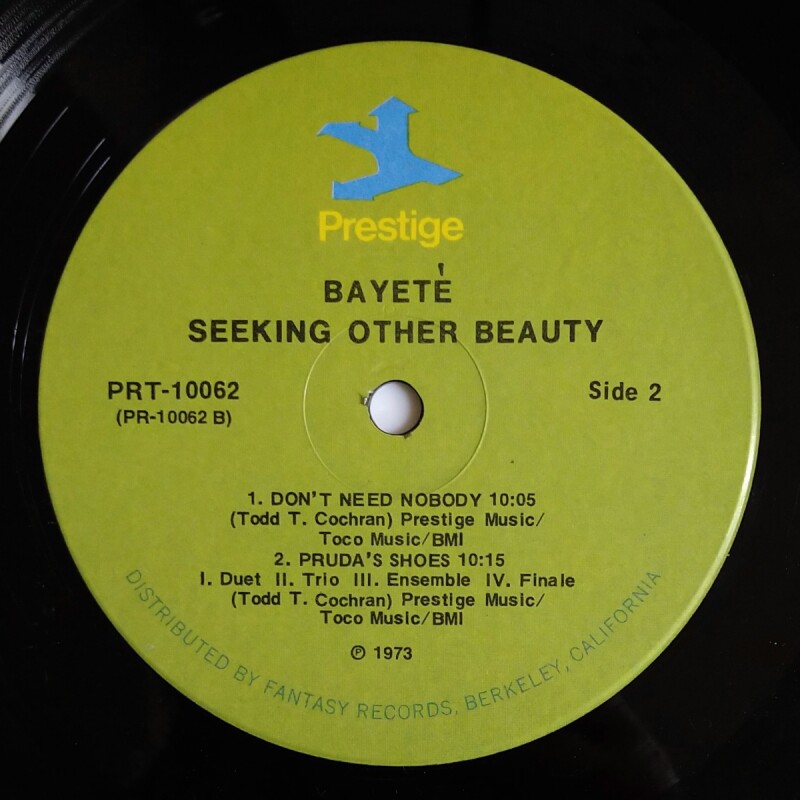 Prestige
BAYETÉ
SEEKING OTHER BEAUTY
PRT-10062
(PR-10062 B)
Side 2
1. DON'T NEED NOBODY 10:05
(Todd T. Cochran) Prestige Music/
Toco Music/BMI
2. PRUDA'S SHOES 10:15
I. Duet II. Trio III. Ensemble IV. Finale
(Todd T. Cochran) Prestige Music/
Toco Music/BMI
℗ 1973
DISTRIBUTED BY FANTASY RECORDS, BERKELEY, CALIFORNIA